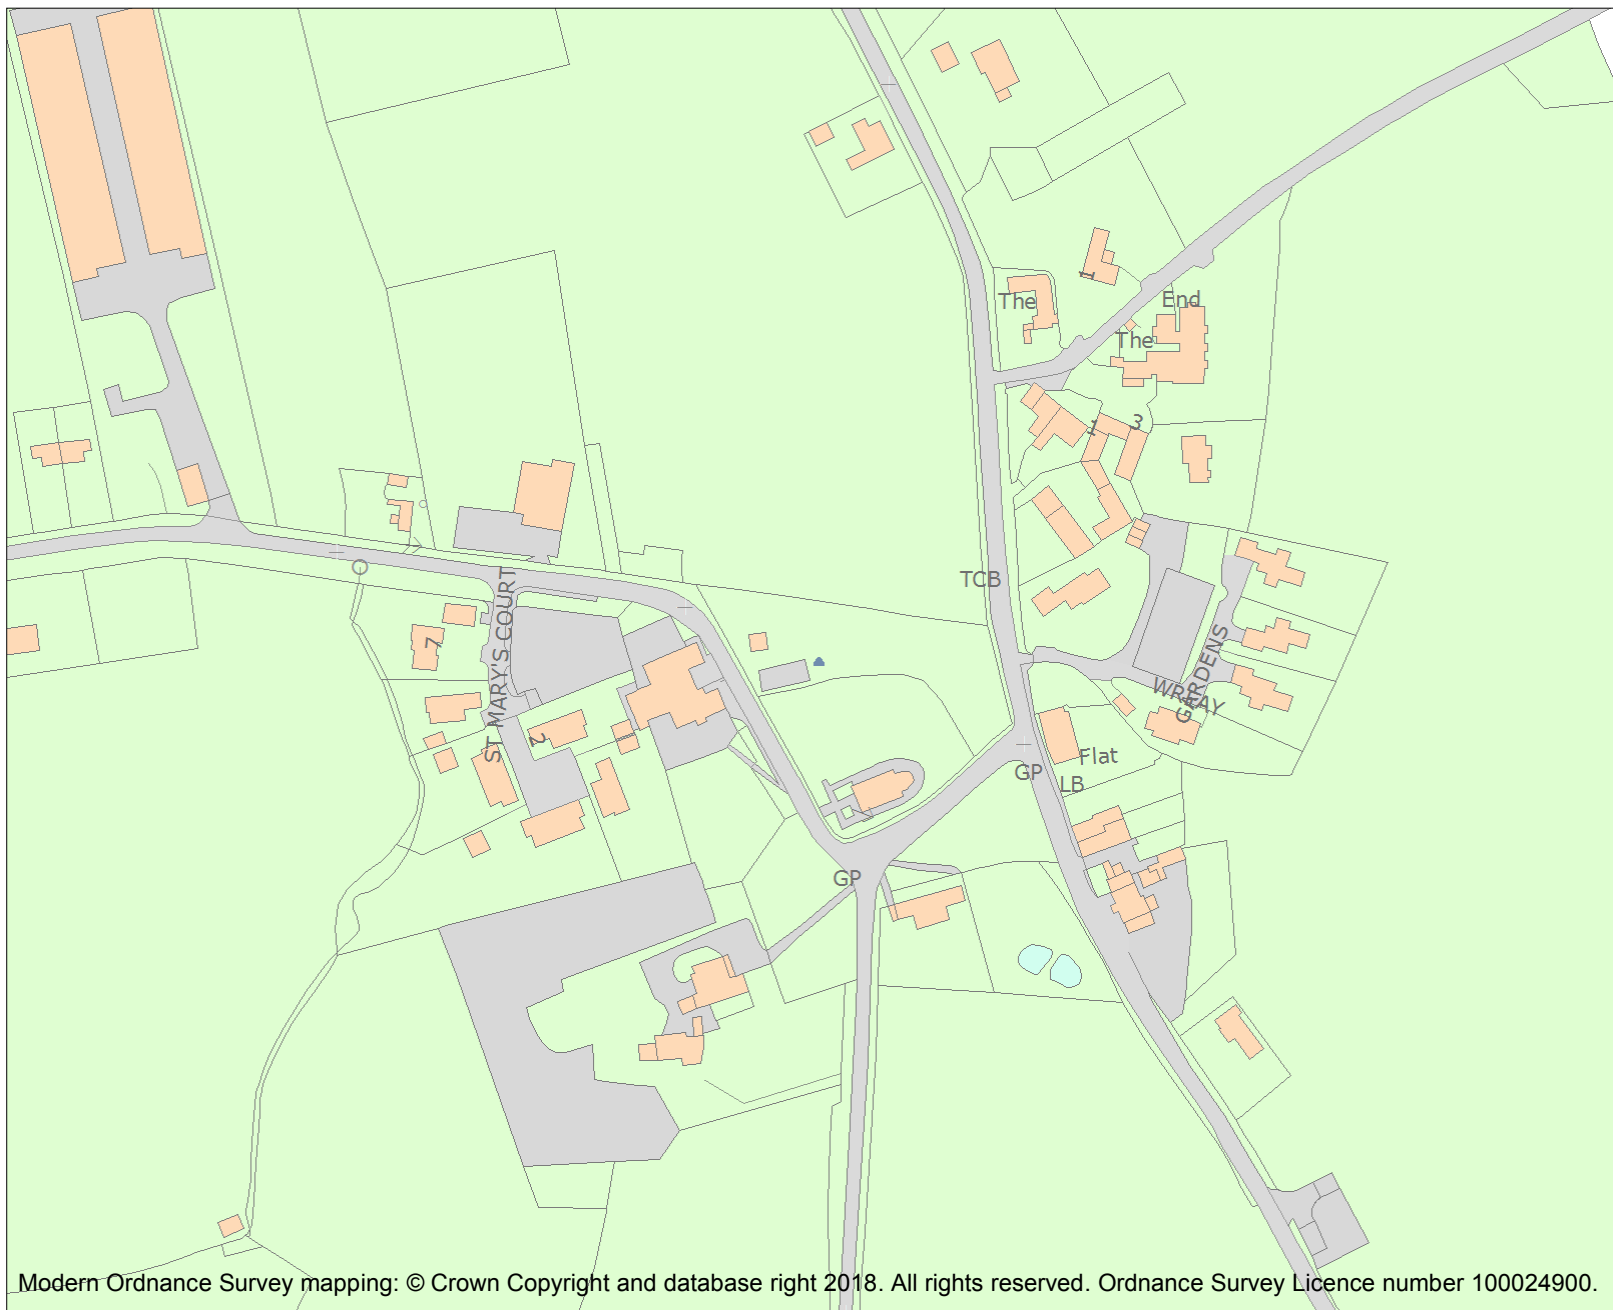 1
The
End
The
3
1
TCB
ST MARY'S COURT
7
2
WRAY
GARDENS
Flat
GP
LB
GP
Modern Ordnance Survey mapping: © Crown Copyright and database right 2018. All rights reserved. Ordnance Survey Licence number 100024900.